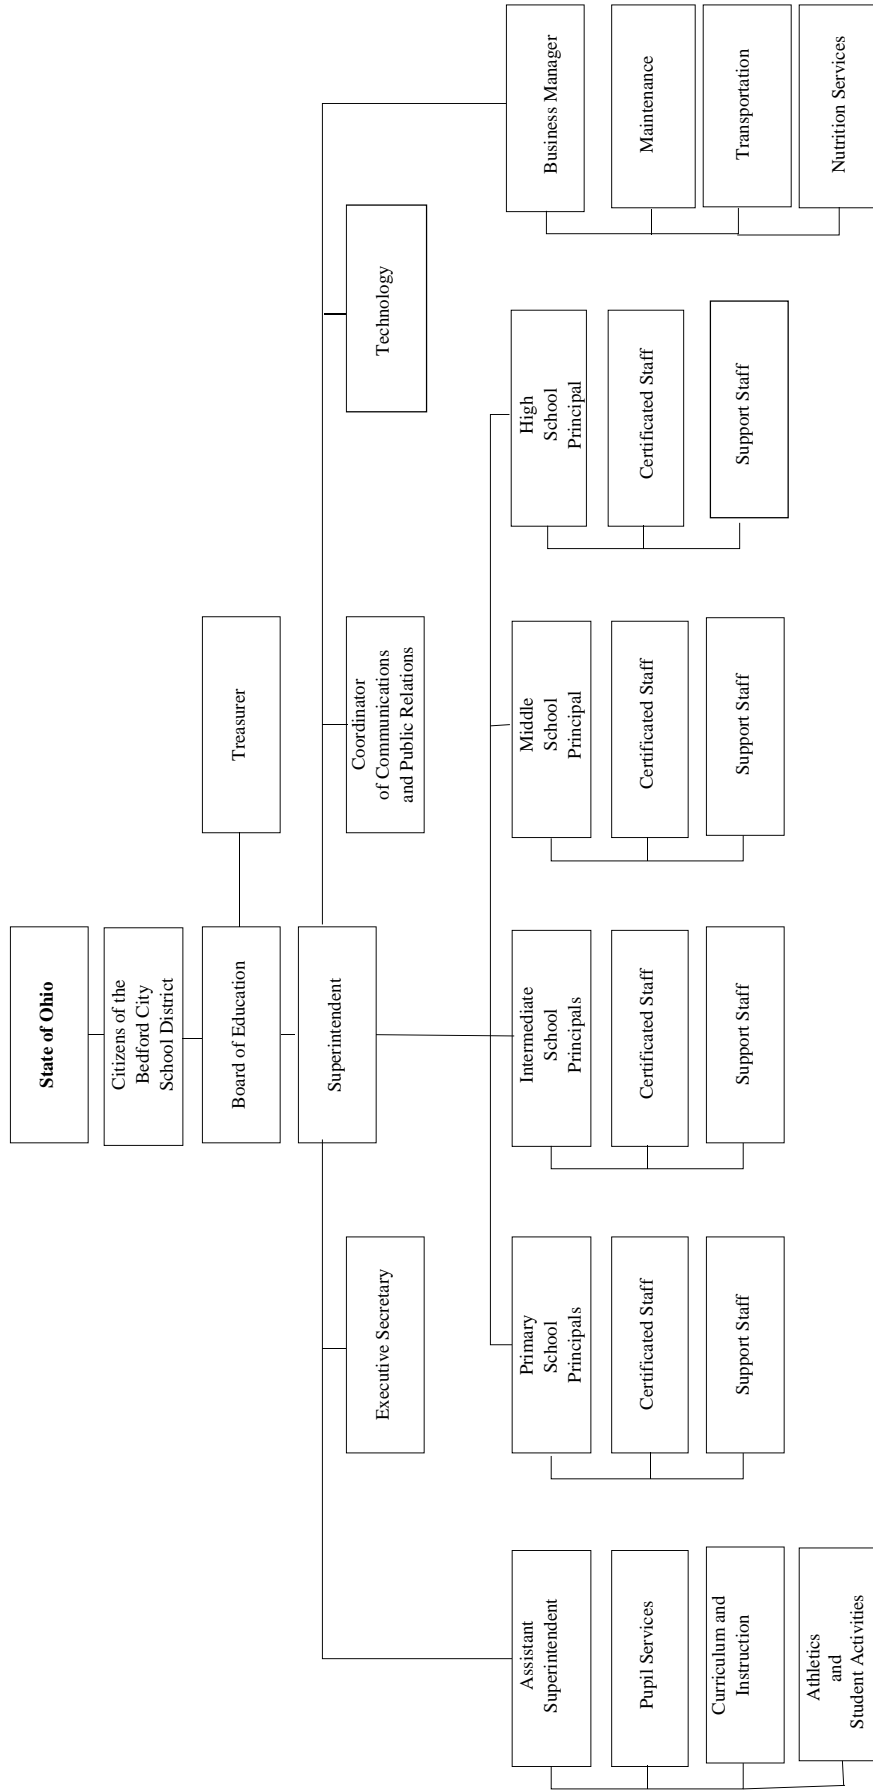 State of Ohio
Citizens of the
Bedford City
School District
Board of Education
Treasurer
Superintendent
Executive Secretary
Coordinator
of Communications
and Public Relations
Technology
Assistant
Superintendent
Pupil Services
Curriculum and
Instruction
Athletics
and
Student Activities
Primary
School
Principals
Certificated Staff
Support Staff
Intermediate
School
Principals
Certificated Staff
Support Staff
Middle
School
Principal
Certificated Staff
Support Staff
High
School
Principal
Certificated Staff
Support Staff
Business Manager
Maintenance
Transportation
Nutrition Services